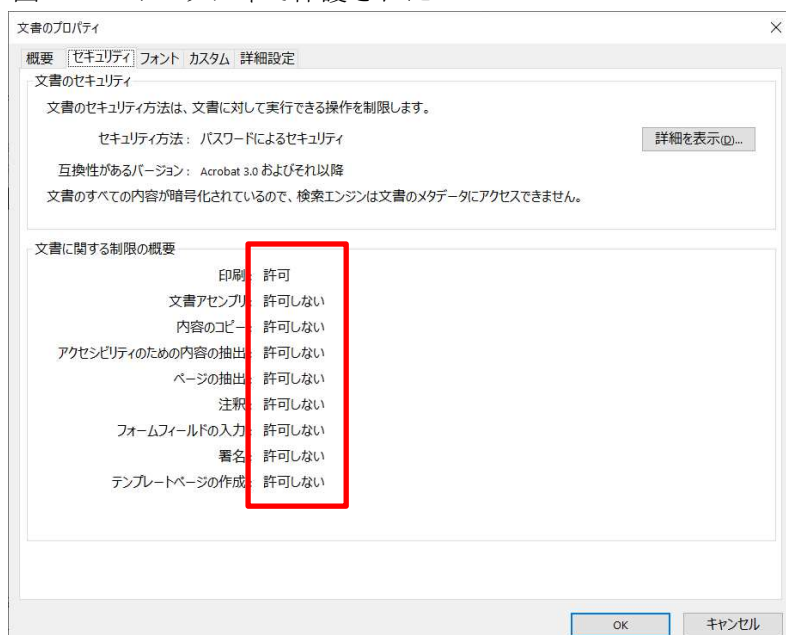 文書のプロパティ
概要 セキュリティ フォント カスタム 詳細設定
文書のセキュリティ
文書のセキュリティ方法は、文書に対して実行できる操作を制限します。
セキュリティ方法： パスワードによるセキュリティ 詳細を表示(D)...
互換性があるバージョン： Acrobat 3.0 およびそれ以降
文書のすべての内容が暗号化されているので、検索エンジンは文書のメタデータにアクセスできません。
文書に関する制限の概要
印刷： 許可
文書アセンブリ： 許可しない
内容のコピー： 許可しない
アクセシビリティのための内容の抽出： 許可しない
ページの抽出： 許可しない
注釈： 許可しない
フォームフィールドの入力： 許可しない
署名： 許可しない
テンプレートページの作成： 許可しない
OK キャンセル